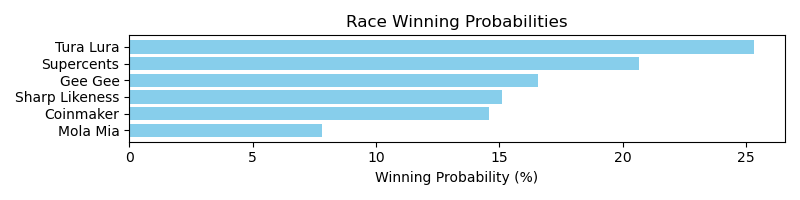 Race Winning Probabilities
Tura Lura
Supercents
Gee Gee
Sharp Likeness
Coinmaker
Mola Mia
0 5 10 15 20 25
Winning Probability (%)